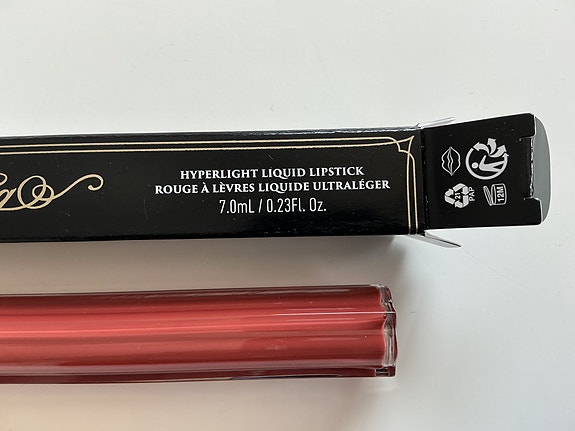 HYPERLIGHT LIQUID LIPSTICK
ROUGE À LÈVRES LIQUIDE ULTRALÉGER
7.0mL / 0.23Fl. Oz.
21
PAP
12M